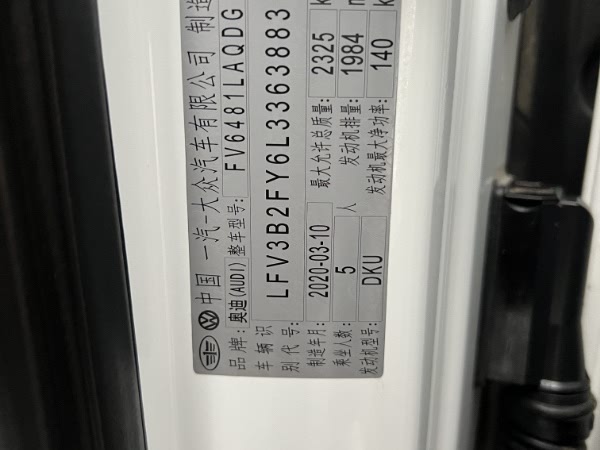 中国 一汽-大众汽车有限公司 制造
品牌: 奥迪(AUDI) 整车型号: FV6481LLAQDG
车辆识别代号: LFV3B2FY6L3363883
制造年月: 2020-03-10 最大允许总质量: 2325 k
乘坐人数: 5 人 发动机排量: 1984 m
发动机型号: DKU 发动机最大净功率: 140 k